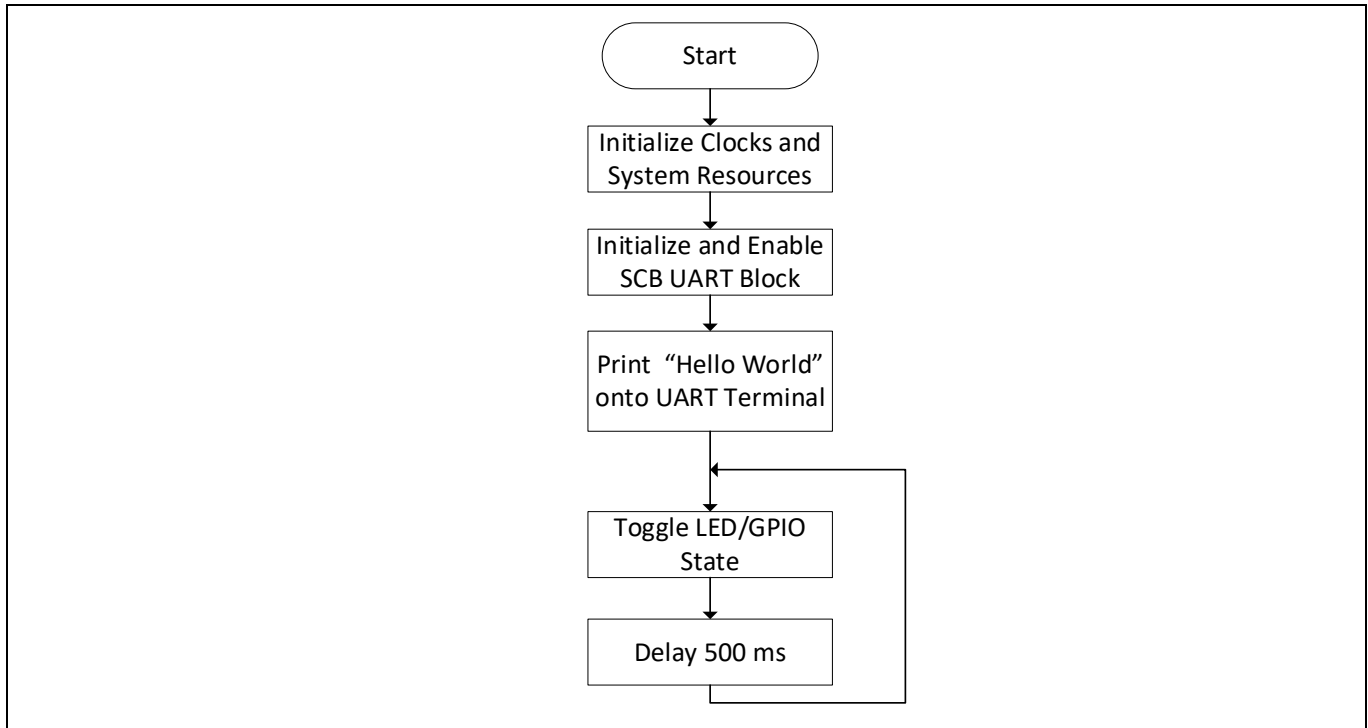 Start
Initialize Clocks and
System Resources
Initialize and Enable
SCB UART Block
Print  “Hello World”
onto UART Terminal
Toggle LED/GPIO
State
Delay 500 ms